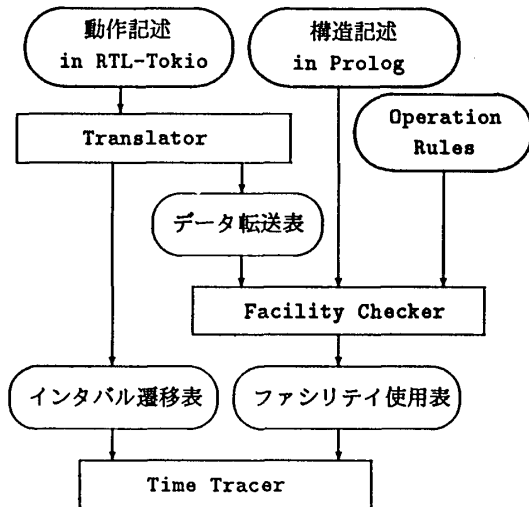 動作記述
in RTL-Tokio
構造記述
in Prolog
Operation
Rules
Translator
データ転送表
Facility Checker
インタバル遷移表
ファシリテイ使用表
Time Tracer